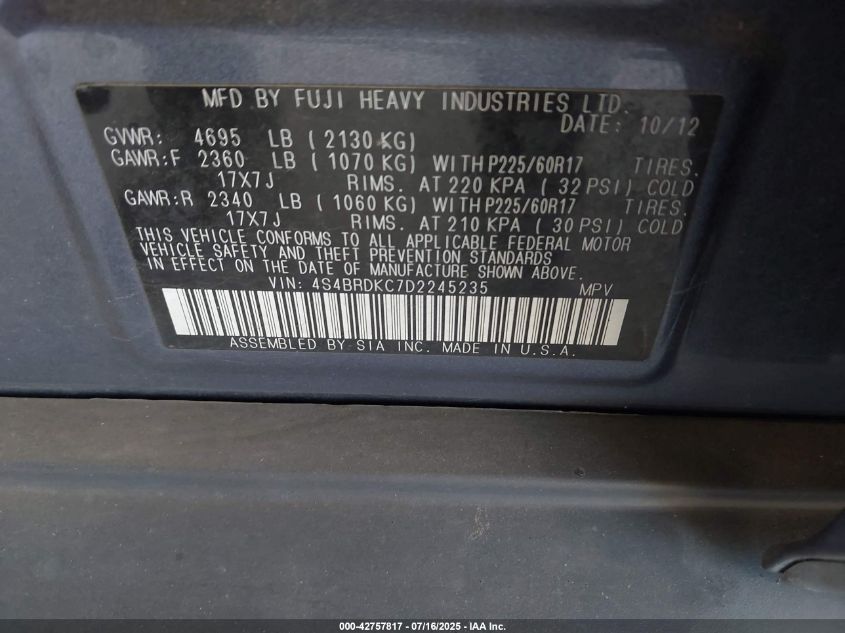 MFD BY FUJI HEAVY INDUSTRIES LTD.
DATE: 10/12
GVWR: 4695 LB ( 2130 KG)
GAWR:F 2360 LB ( 1070 KG) WITH P225/60R17 TIRES.
17X7J RIMS. AT 220 KPA ( 32 PSI) COLD
GAWR:R 2340 LB ( 1060 KG) WITH P225/60R17 TIRES.
17X7J RIMS. AT 210 KPA ( 30 PSI) COLD
THIS VEHICLE CONFORMS TO ALL APPLICABLE FEDERAL MOTOR
VEHICLE SAFETY AND THEFT PREVENTION STANDARDS
IN EFFECT ON THE DATE OF MANUFACTURE SHOWN ABOVE.
VIN: 4S4BRDKC7D2245235 MPV
ASSEMBLED BY SIA INC. MADE IN U.S.A.
000-42757817 - 07/16/2025 - IAA Inc.